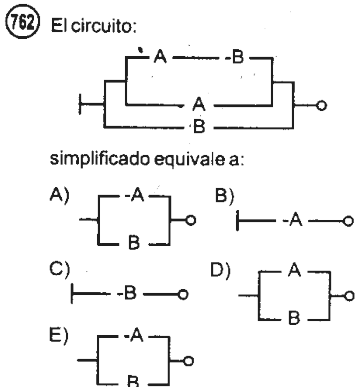 762 El circuito:
A -B
A
B
simplificado equivale a:
A) -A B
B) -A
C) -B
D) A B
E) -A B